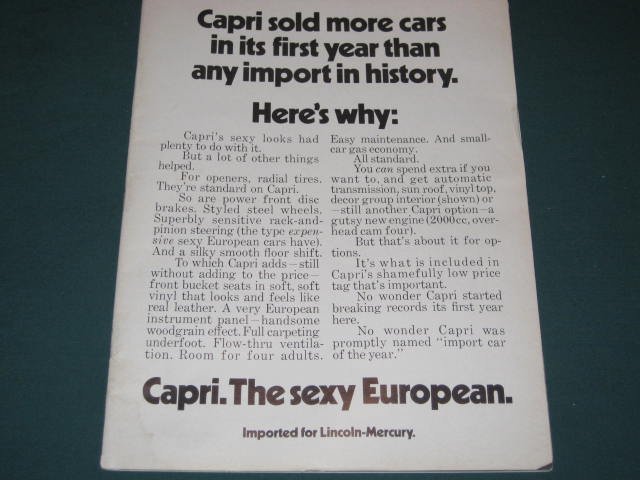 Capri sold more cars
in its first year than
any import in history.
Here's why:
Capri's sexy looks had
plenty to do with it.
But a lot of other things
helped.
For openers, radial tires.
They're standard on Capri.
So are power front disc
brakes. Styled steel wheels.
Superbly sensitive rack-and-
pinion steering (the type expen-
sive sexy European cars have).
And a silky smooth floor shift.
To which Capri adds—still
without adding to the price—
front bucket seats in soft, soft
vinyl that looks and feels like
real leather. A very European
instrument panel—handsome
woodgrain effect. Full carpeting
underfoot. Flow-thru ventila-
tion. Room for four adults.
Easy maintenance. And small-
car gas economy.
All standard.
You can spend extra if you
want to, and get automatic
transmission, sun roof, vinyl top,
decor group interior (shown) or
—still another Capri option—a
gutsy new engine (2000cc, over-
head cam four).
But that's about it for op-
tions.
It's what is included in
Capri's shamefully low price
tag that's important.
No wonder Capri started
breaking records its first year
here.
No wonder Capri was
promptly named "import car
of the year."
Capri. The sexy European.
Imported for Lincoln-Mercury.